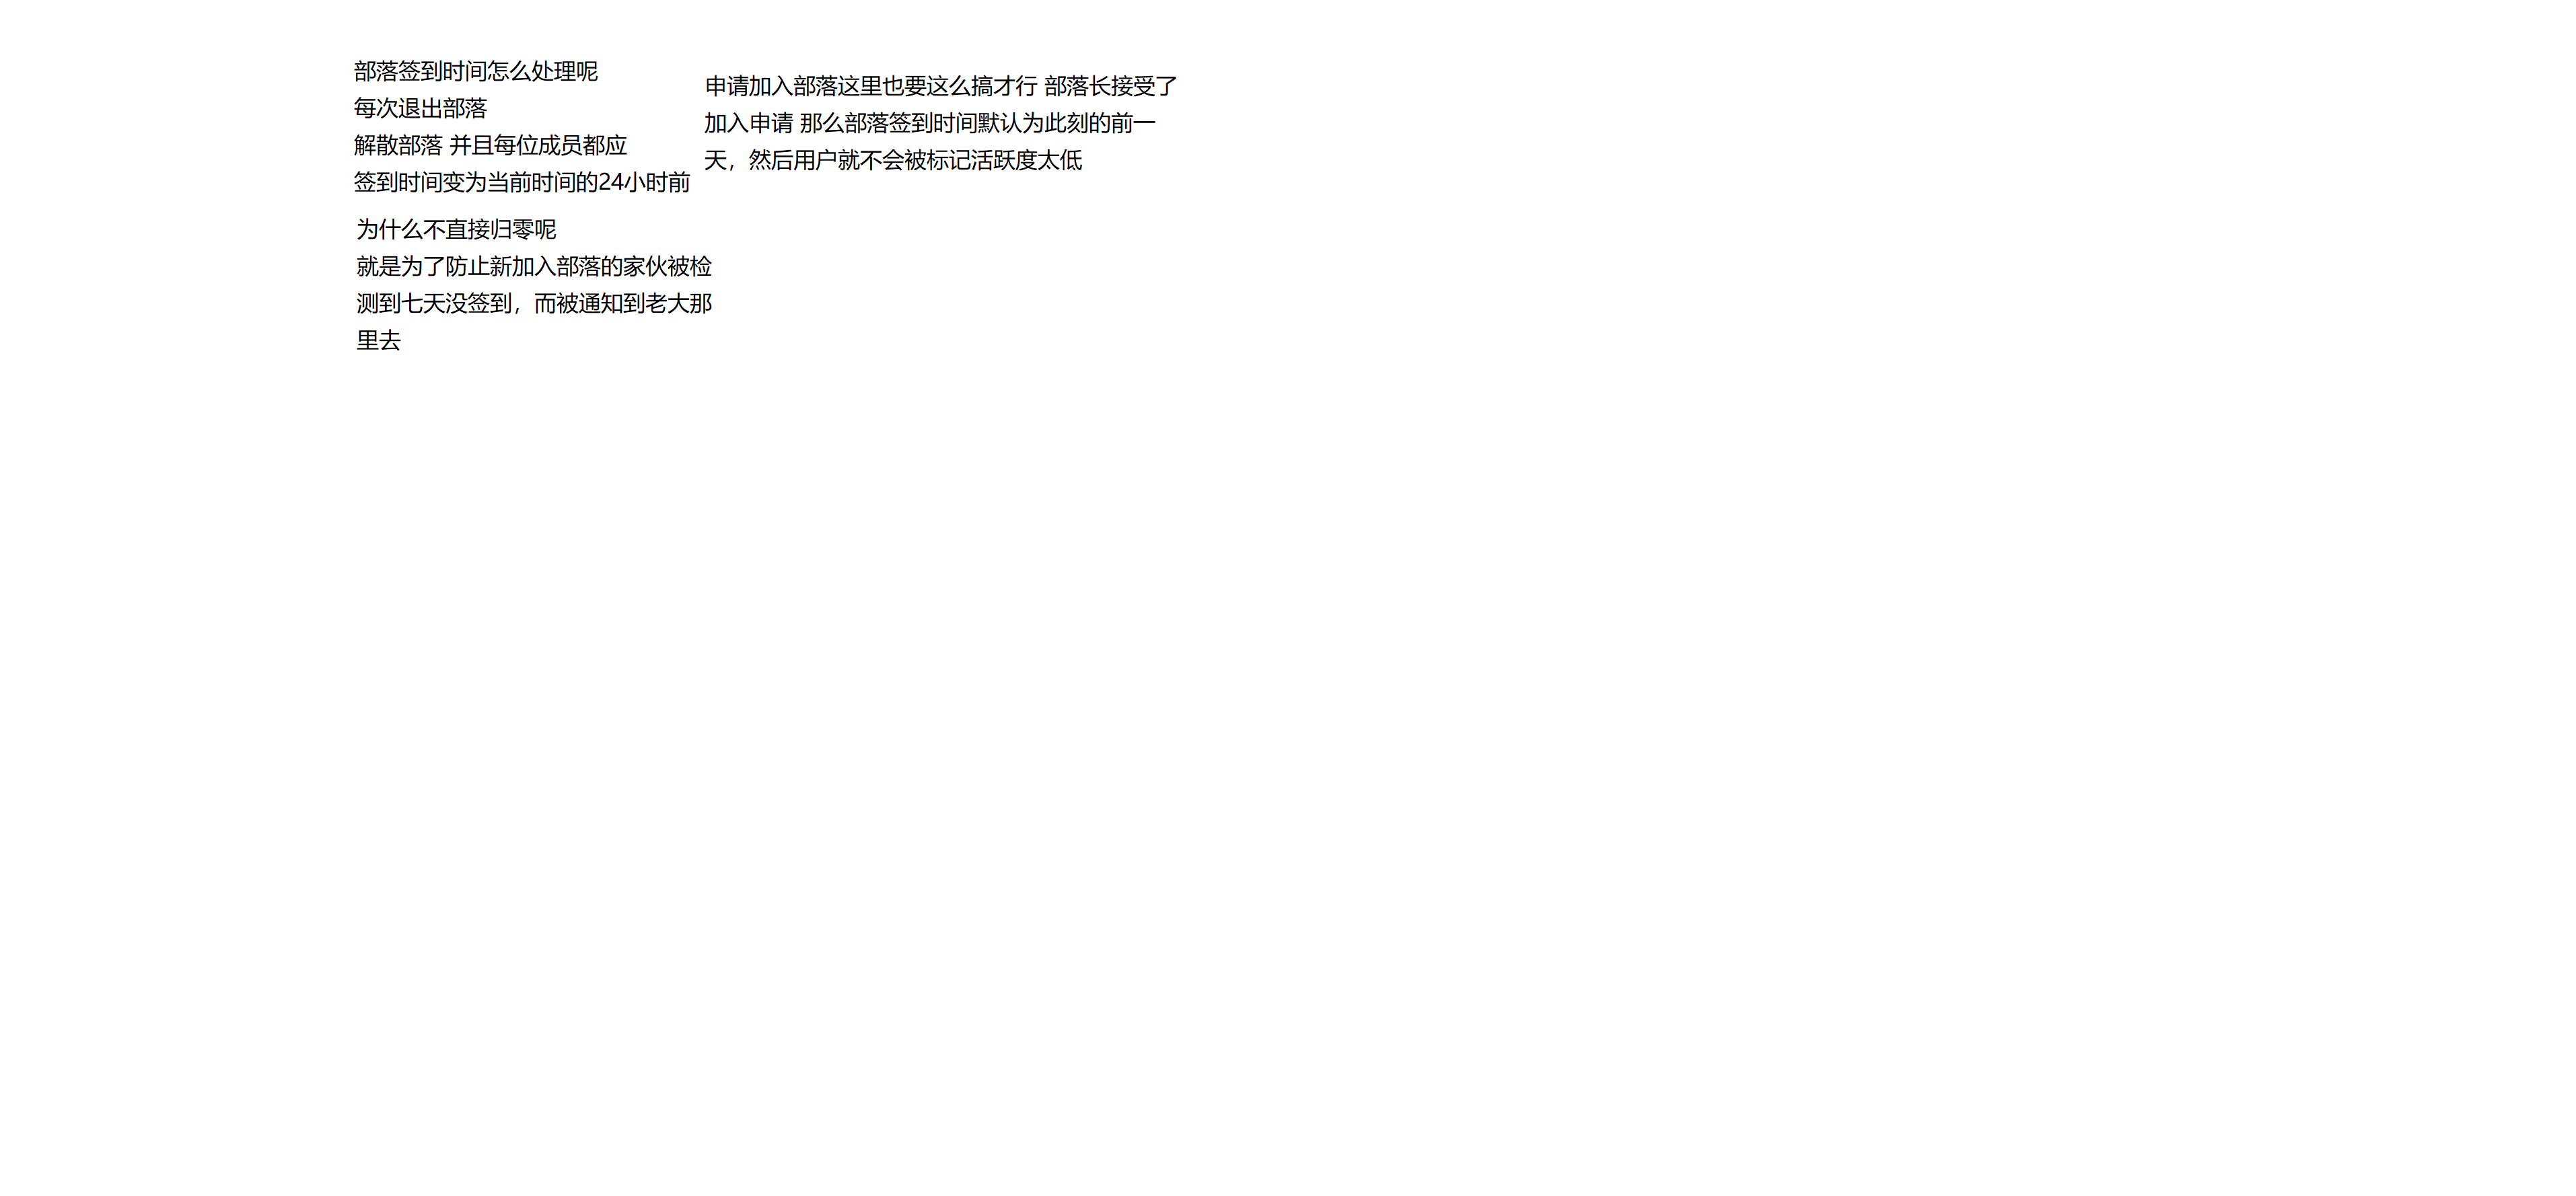 部落签到时间怎么处理呢
每次退出部落
解散部落 并且每位成员都应
签到时间变为当前时间的24小时前
为什么不直接归零呢
就是为了防止新加入部落的家伙被检
测到七天没签到，而被通知到老大那
里去
申请加入部落这里也要这么搞才行 部落长接受了
加入申请 那么部落签到时间默认为此刻的前一
天，然后用户就不会被标记活跃度太低